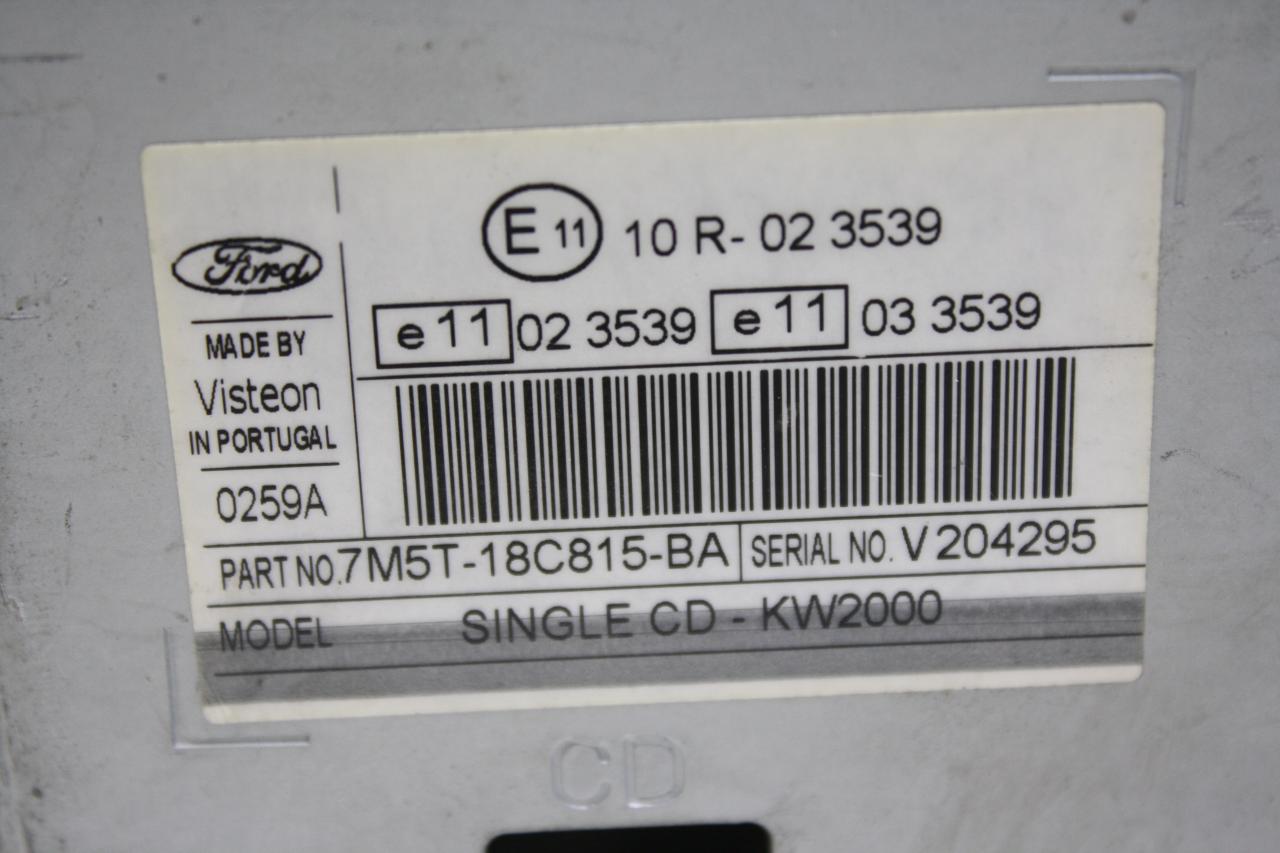 E 11 10 R- 02 3539
e 11 02 3539 e 11 03 3539
Ford
MADE BY
Visteon
IN PORTUGAL
0259A
PART NO. 7M5T-18C815-BA SERIAL NO. V204295
MODEL SINGLE CD - KW2000
CD